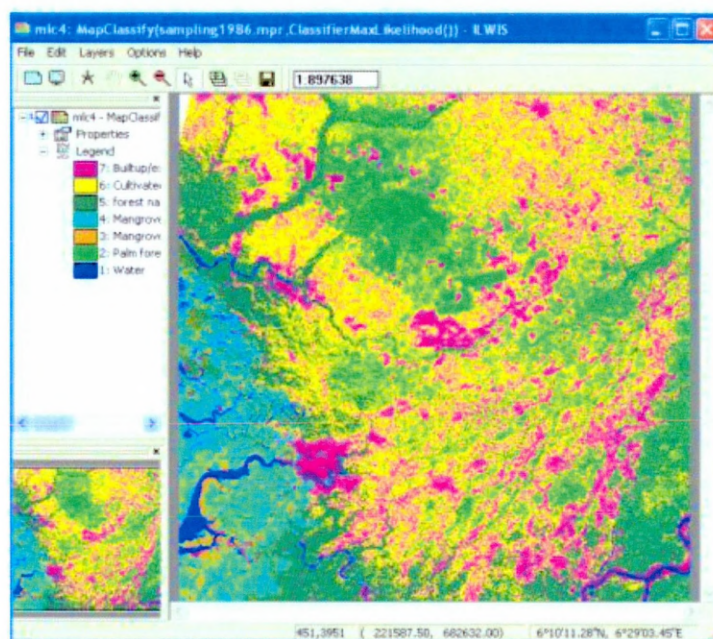 mlc4: MapClassify(sampling1986.mpr,ClassifierMaxLikelihood()) - ILWIS
File Edit Layers Options Help
1:897638
mlc4 - MapClassif
Properties
Legend
7: Builtup/e
6: Cultivate
5: forest na
4: Mangrov
3: Mangrov
2: Palm fore
1: Water
451,3951 ( 221587.50, 682632.00) 6°10'11.28"N, 6°29'03.45"E